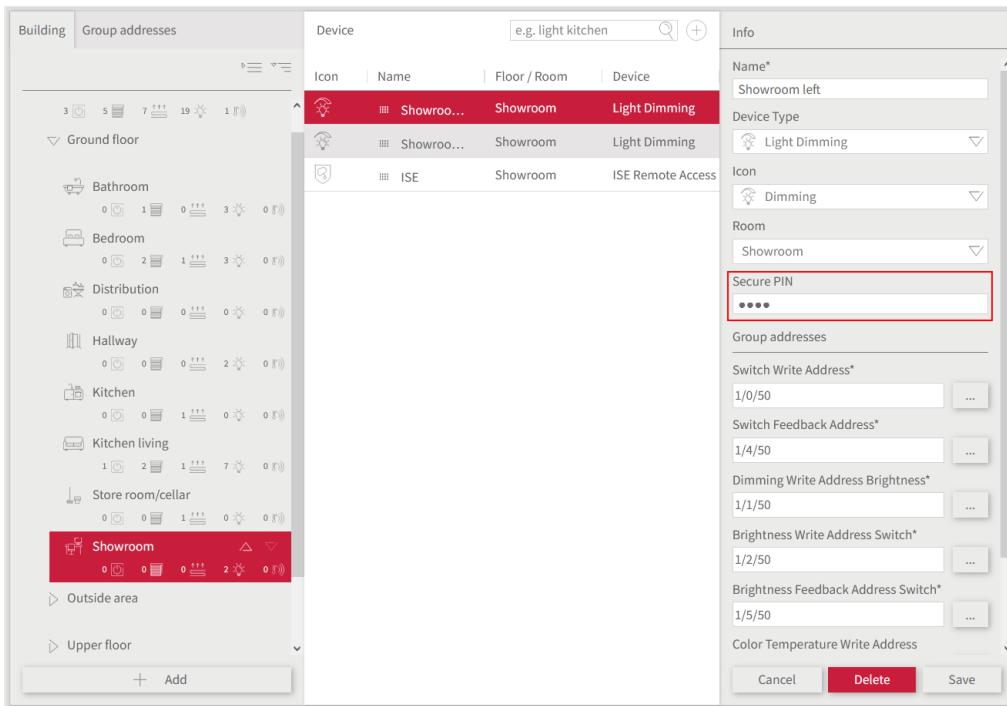 Building Group addresses
3 5 7 19 1
Ground floor
Bathroom
0 1 0 3 0
Bedroom
0 2 1 3 0
Distribution
0 0 0 0 0
Hallway
0 0 0 2 0
Kitchen
0 0 1 0 0
Kitchen living
1 2 1 7 0
Store room/cellar
0 0 1 0 0
Showroom
0 0 0 2 0
Outside area
Upper floor
+ Add
Device e.g. light kitchen
Icon Name Floor / Room Device
Showroo... Showroom Light Dimming
Showroo... Showroom Light Dimming
ISE Showroom ISE Remote Access
Info
Name*
Showroom left
Device Type
Light Dimming
Icon
Dimming
Room
Showroom
Secure PIN
••••
Group addresses
Switch Write Address*
1/0/50 ...
Switch Feedback Address*
1/4/50 ...
Dimming Write Address Brightness*
1/1/50 ...
Brightness Write Address Switch*
1/2/50 ...
Brightness Feedback Address Switch*
1/5/50 ...
Color Temperature Write Address
Cancel Delete Save